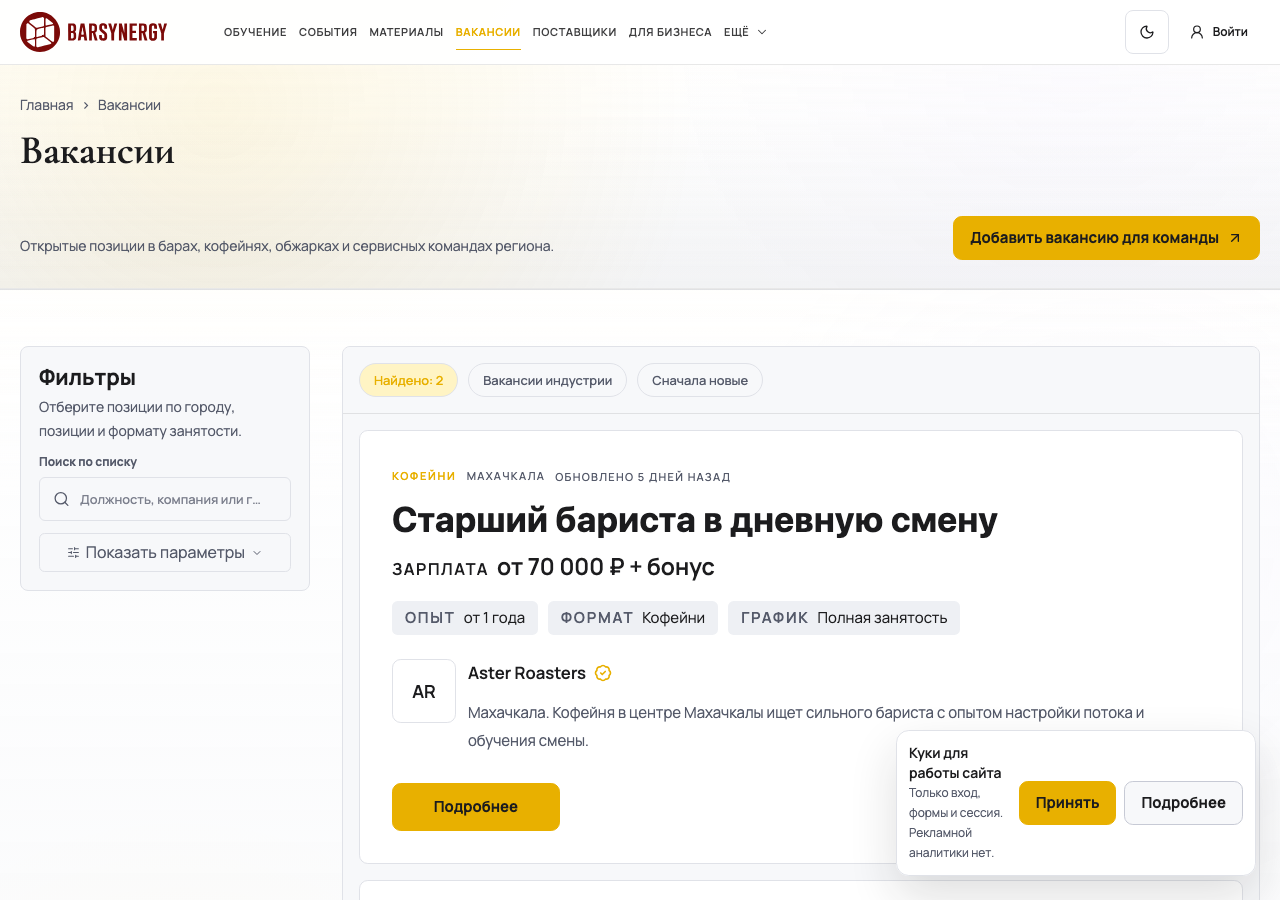 BARSYNERGY
ОБУЧЕНИЕ СОБЫТИЯ МАТЕРИАЛЫ ВАКАНСИИ ПОСТАВЩИКИ ДЛЯ БИЗНЕСА ЕЩЁ
Войти
Главная › Вакансии
Вакансии
Открытые позиции в барах, кофейнях, обжарках и сервисных командах региона.
Добавить вакансию для команды
Фильтры
Отберите позиции по городу,
позиции и формату занятости.
Поиск по списку
Должность, компания или г…
Показать параметры
Найдено: 2
Вакансии индустрии
Сначала новые
КОФЕЙНИ МАХАЧКАЛА ОБНОВЛЕНО 5 ДНЕЙ НАЗАД
Старший бариста в дневную смену
ЗАРПЛАТА от 70 000 ₽ + бонус
ОПЫТ от 1 года
ФОРМАТ Кофейни
ГРАФИК Полная занятость
AR
Aster Roasters
Махачкала. Кофейня в центре Махачкалы ищет сильного бариста с опытом настройки потока и
обучения смены.
Подробнее
Куки для
работы сайта
Только вход,
формы и сессия.
Рекламной
аналитики нет.
Принять
Подробнее